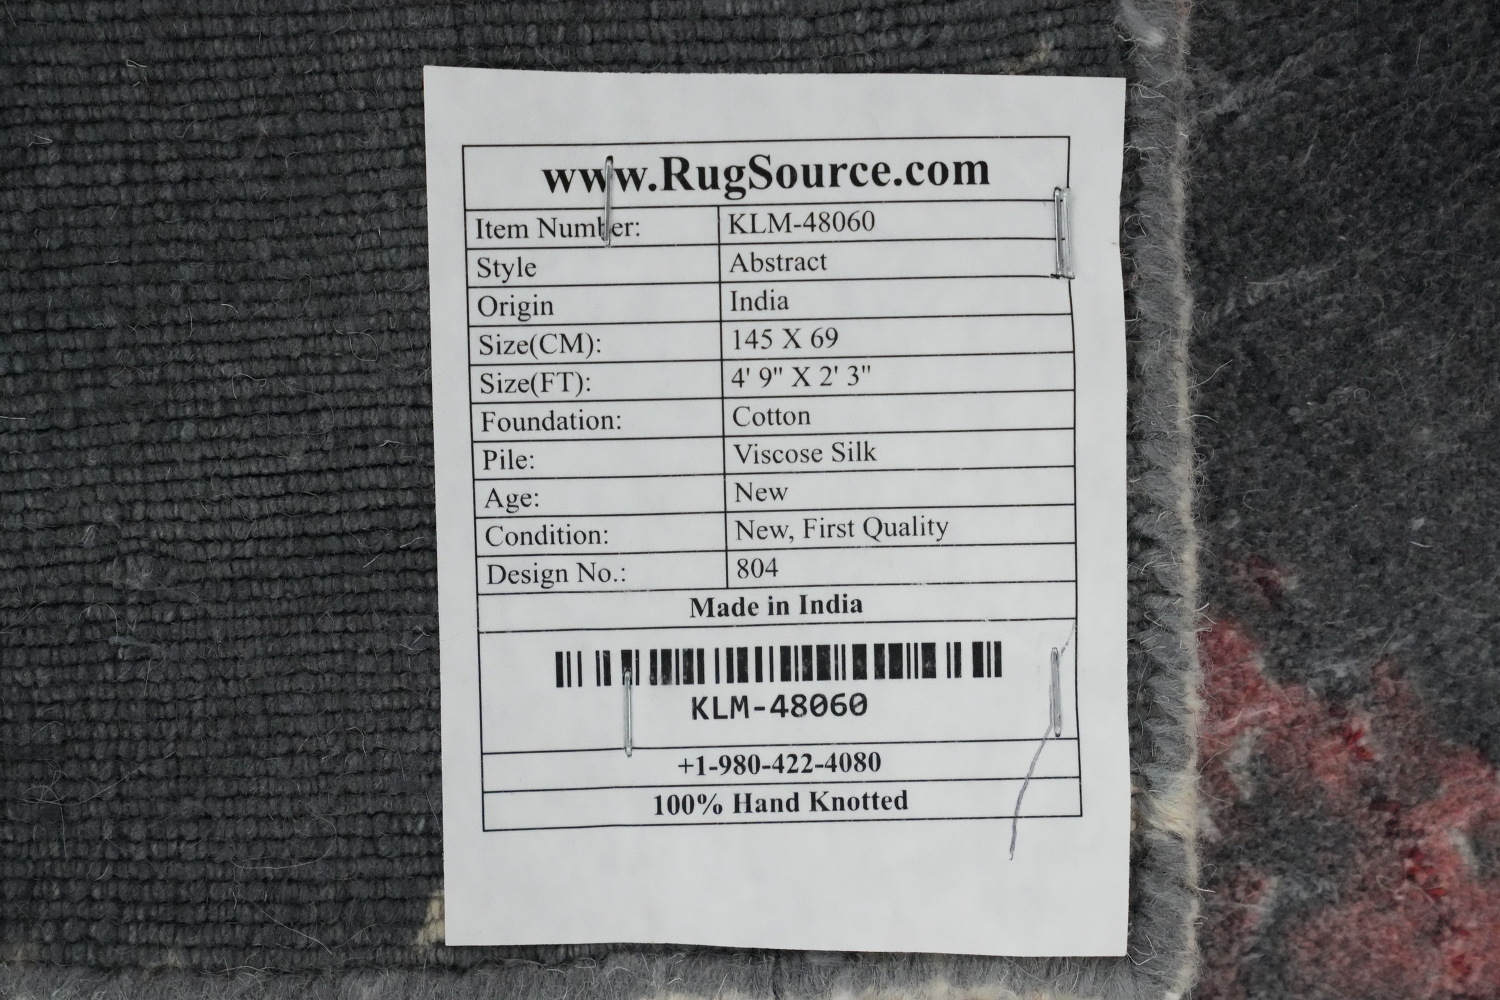 www.RugSource.com
Item Number: KLM-48060
Style Abstract
Origin India
Size(CM): 145 X 69
Size(FT): 4' 9" X 2' 3"
Foundation: Cotton
Pile: Viscose Silk
Age: New
Condition: New, First Quality
Design No.: 804
Made in India
KLM-48060
+1-980-422-4080
100% Hand Knotted